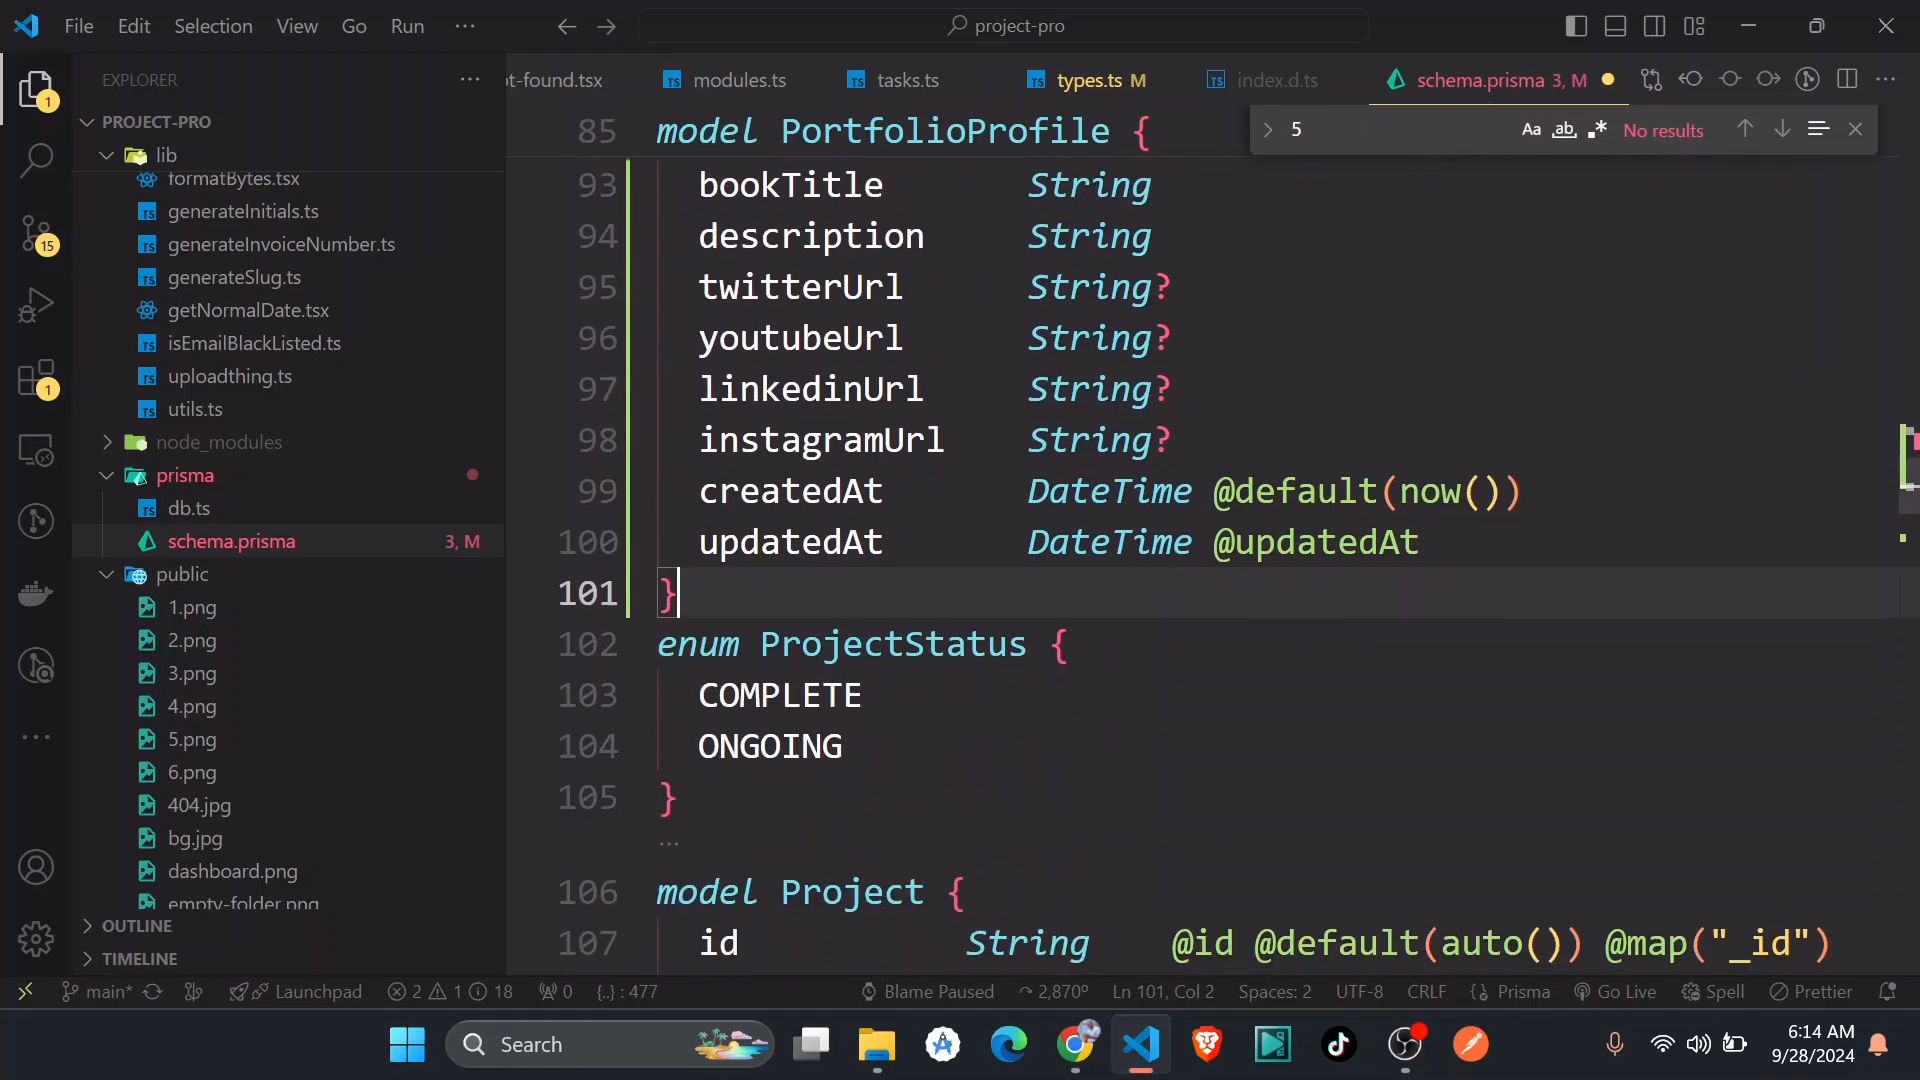 File Edit Selection View Go Run ··· project-pro
EXPLORER ···
PROJECT-PRO
lib
formatBytes.tsx
generateInitials.ts
generateInvoiceNumber.ts
generateSlug.ts
getNormalDate.tsx
isEmailBlackListed.ts
uploadthing.ts
utils.ts
node_modules
prisma
db.ts
schema.prisma 3, M
public
1.png
2.png
3.png
4.png
5.png
6.png
404.jpg
bg.jpg
dashboard.png
empty-folder.png
OUTLINE
TIMELINE
1
15
1
ot-found.tsx modules.ts tasks.ts types.ts M index.d.ts schema.prisma 3, M
5 Aa ab No results
85 model PortfolioProfile {
93 bookTitle String
94 description String
95 twitterUrl String?
96 youtubeUrl String?
97 linkedinUrl String?
98 instagramUrl String?
99 createdAt DateTime @default(now())
100 updatedAt DateTime @updatedAt
101 }
102 enum ProjectStatus {
103 COMPLETE
104 ONGOING
105 }
···
106 model Project {
107 id String @id @default(auto()) @map("_id")
main* Launchpad 2 1 18 0 {..} : 477 Blame Paused 2,870° Ln 101, Col 2 Spaces: 2 UTF-8 CRLF Prisma Go Live Spell Prettier
Search
6:14 AM
9/28/2024